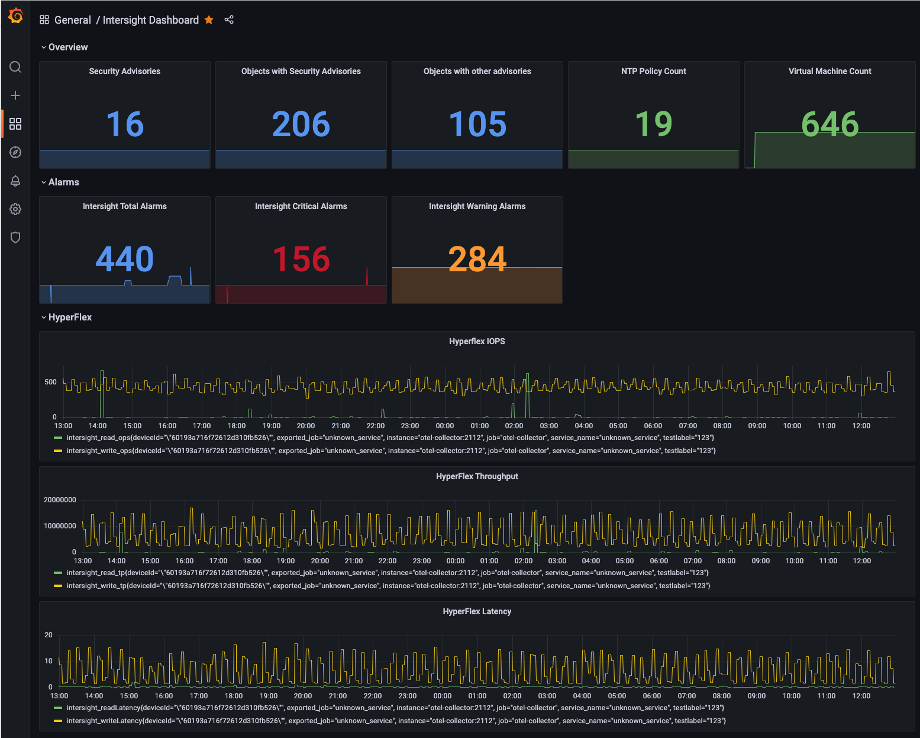 General / Intersight Dashboard
Overview
Security Advisories
16
Objects with Security Advisories
206
Objects with other advisories
105
NTP Policy Count
19
Virtual Machine Count
646
Alarms
Intersight Total Alarms
440
Intersight Critical Alarms
156
Intersight Warning Alarms
284
HyperFlex
Hyperflex IOPS
500
0
13:00 14:00 15:00 16:00 17:00 18:00 19:00 20:00 21:00 22:00 23:00 00:00 01:00 02:00 03:00 04:00 05:00 06:00 07:00 08:00 09:00 10:00 11:00 12:00
intersight_read_ops{deviceId="\"60193a716f72612d310fb526\"", exported_job="unknown_service", instance="otel-collector:2112", job="otel-collector", service_name="unknown_service", testlabel="123"}
intersight_write_ops{deviceId="\"60193a716f72612d310fb526\"", exported_job="unknown_service", instance="otel-collector:2112", job="otel-collector", service_name="unknown_service", testlabel="123"}
HyperFlex Throughput
20000000
10000000
0
13:00 14:00 15:00 16:00 17:00 18:00 19:00 20:00 21:00 22:00 23:00 00:00 01:00 02:00 03:00 04:00 05:00 06:00 07:00 08:00 09:00 10:00 11:00 12:00
intersight_read_tp{deviceId="\"60193a716f72612d310fb526\"", exported_job="unknown_service", instance="otel-collector:2112", job="otel-collector", service_name="unknown_service", testlabel="123"}
intersight_write_tp{deviceId="\"60193a716f72612d310fb526\"", exported_job="unknown_service", instance="otel-collector:2112", job="otel-collector", service_name="unknown_service", testlabel="123"}
HyperFlex Latency
20
10
0
13:00 14:00 15:00 16:00 17:00 18:00 19:00 20:00 21:00 22:00 23:00 00:00 01:00 02:00 03:00 04:00 05:00 06:00 07:00 08:00 09:00 10:00 11:00 12:00
intersight_readLatency{deviceId="\"60193a716f72612d310fb526\"", exported_job="unknown_service", instance="otel-collector:2112", job="otel-collector", service_name="unknown_service", testlabel="123"}
intersight_writeLatency{deviceId="\"60193a716f72612d310fb526\"", exported_job="unknown_service", instance="otel-collector:2112", job="otel-collector", service_name="unknown_service", testlabel="123"}